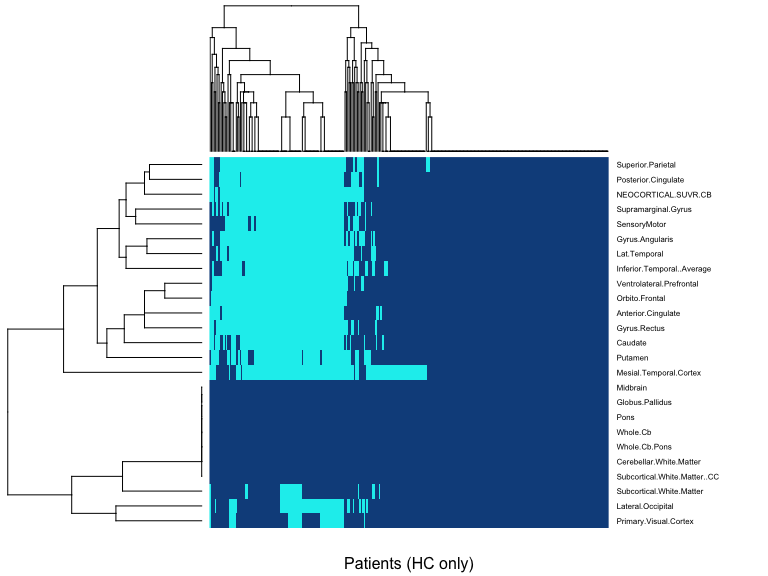 Superior.Parietal
Posterior.Cingulate
NEOCORTICAL.SUVR.CB
Supramarginal.Gyrus
SensoryMotor
Gyrus.Angularis
Lat.Temporal
Inferior.Temporal..Average
Ventrolateral.Prefrontal
Orbito.Frontal
Anterior.Cingulate
Gyrus.Rectus
Caudate
Putamen
Mesial.Temporal.Cortex
Midbrain
Globus.Pallidus
Pons
Whole.Cb
Whole.Cb.Pons
Cerebellar.White.Matter
Subcortical.White.Matter..CC
Subcortical.White.Matter
Lateral.Occipital
Primary.Visual.Cortex
Patients (HC only)